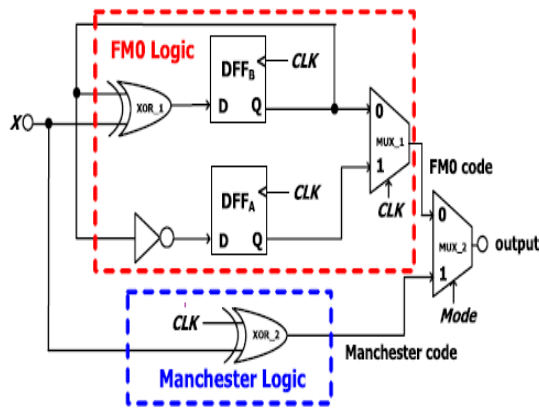 FM0 Logic
DFFB
CLK
D
Q
XOR_1
X
0
MUX_1
1
CLK
FM0 code
DFFA
CLK
D
Q
0
MUX_2
1
output
Mode
CLK
XOR_2
Manchester code
Manchester Logic